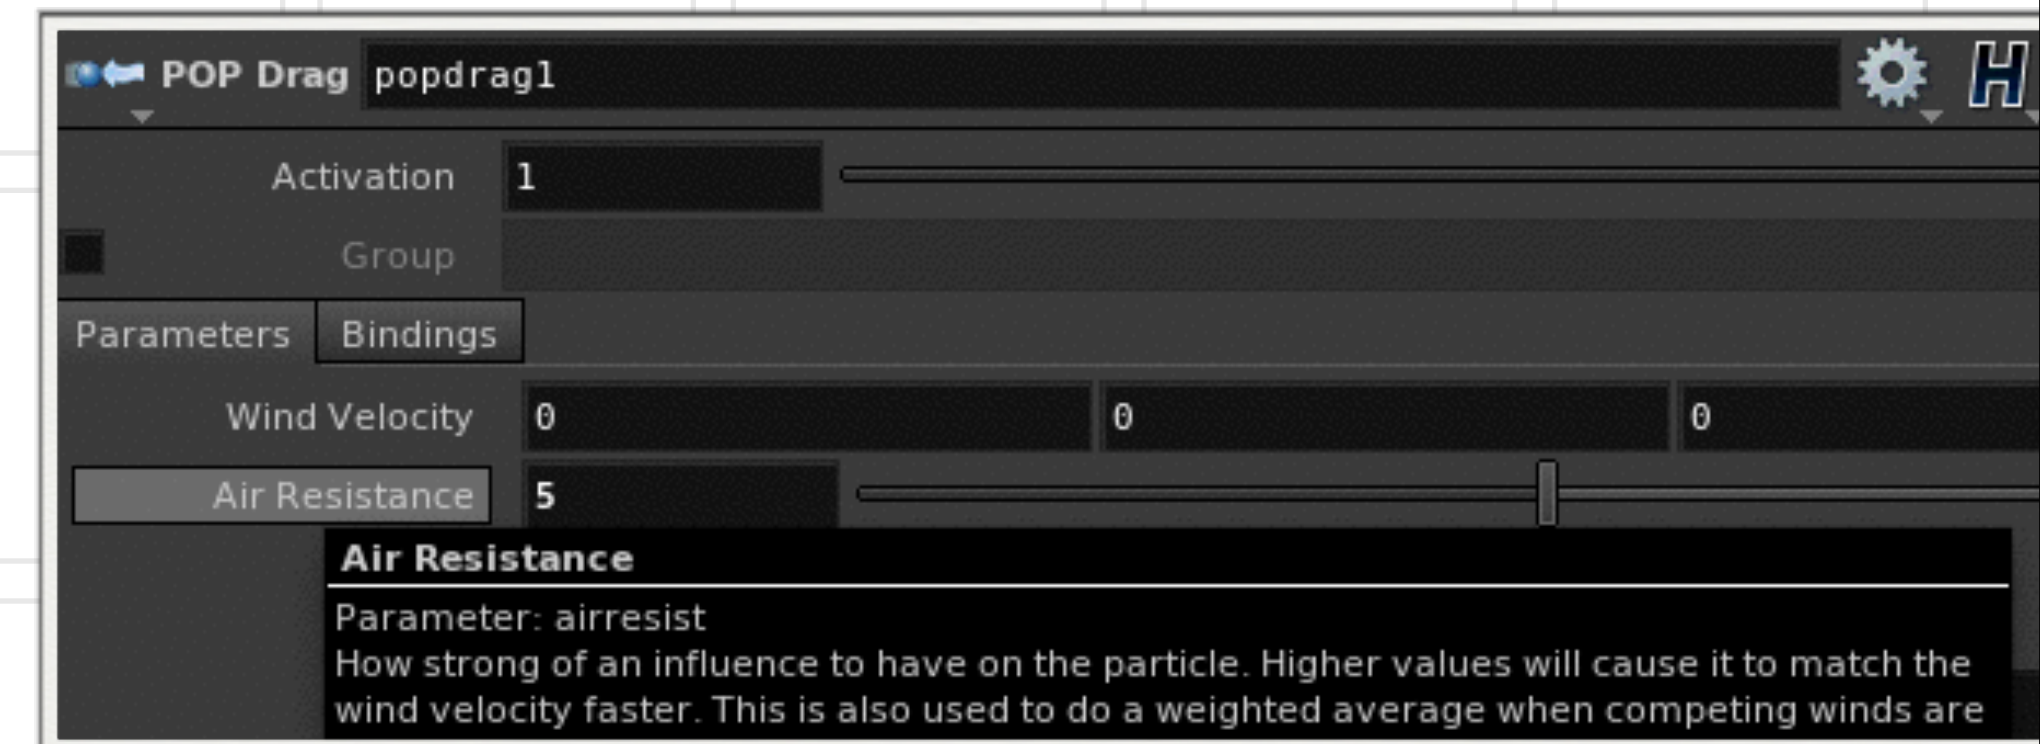 POP Drag popdrag1 H
Activation 1
Group
Parameters Bindings
Wind Velocity 0 0 0
Air Resistance 5
Air Resistance
Parameter: airresist
How strong of an influence to have on the particle. Higher values will cause it to match the
wind velocity faster. This is also used to do a weighted average when competing winds are